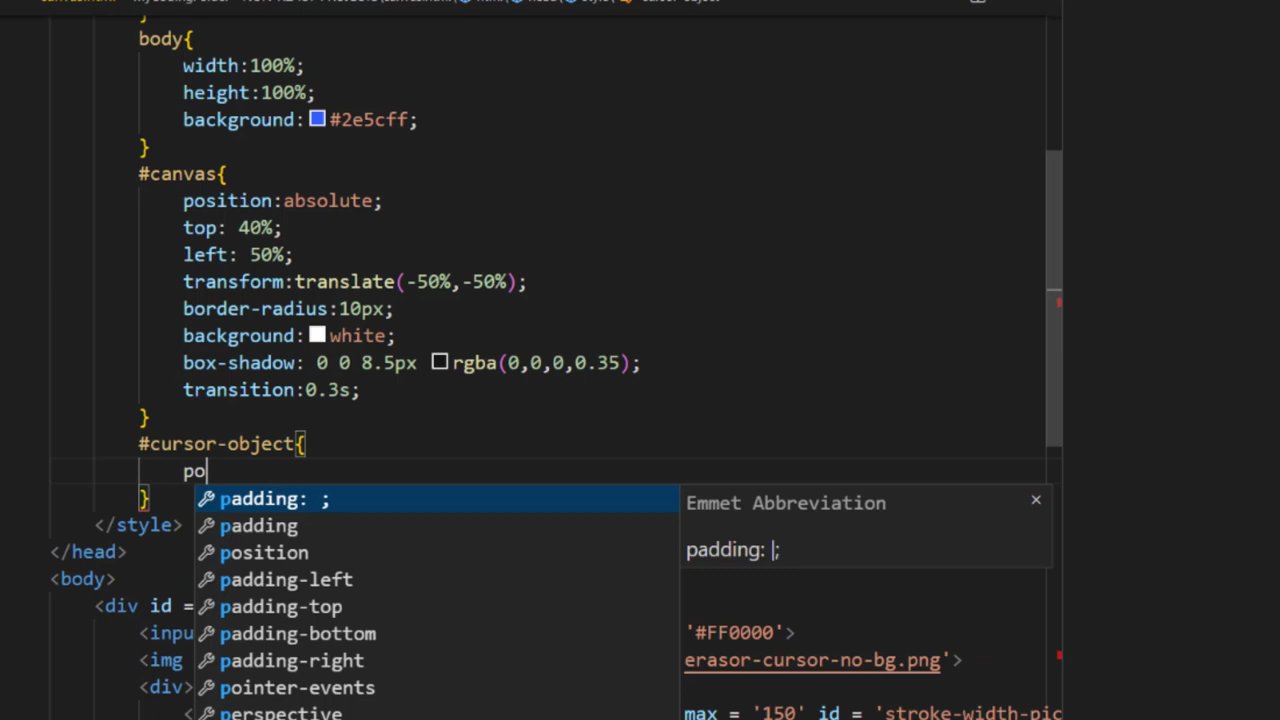 }
body{
width:100%;
height:100%;
background: #2e5cff;
}
#canvas{
position:absolute;
top: 40%;
left: 50%;
transform:translate(-50%,-50%);
border-radius:10px;
background: white;
box-shadow: 0 0 8.5px rgba(0,0,0,0.35);
transition:0.3s;
}
#cursor-object{
po
}
padding: ;
padding
position
padding-left
padding-top
padding-bottom
padding-right
pointer-events
perspective
Emmet Abbreviation
×
padding: |;
</style>
</head>
<body>
<div id =
<inpu
'#FF0000'>
<img
erasor-cursor-no-bg.png'>
<div>
<
max = '150' id = 'stroke-width-pic